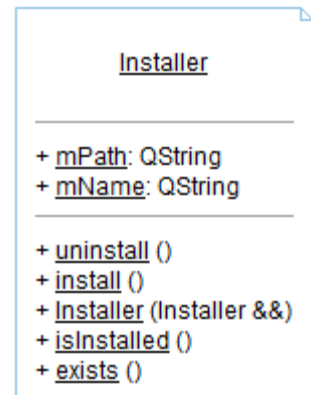 Installer
+ mPath: QString
+ mName: QString
+ uninstall ()
+ install ()
+ Installer (Installer &&)
+ isInstalled ()
+ exists ()